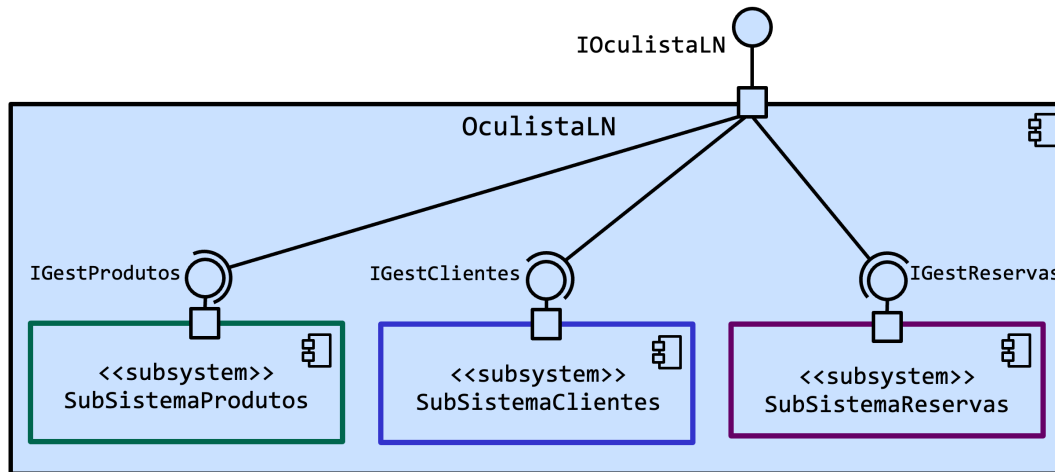 IOculistaLN
OculistaLN
IGestProdutos
IGestClientes
IGestReservas
<<subsystem>>
SubSistemaProdutos
<<subsystem>>
SubSistemaClientes
<<subsystem>>
SubSistemaReservas